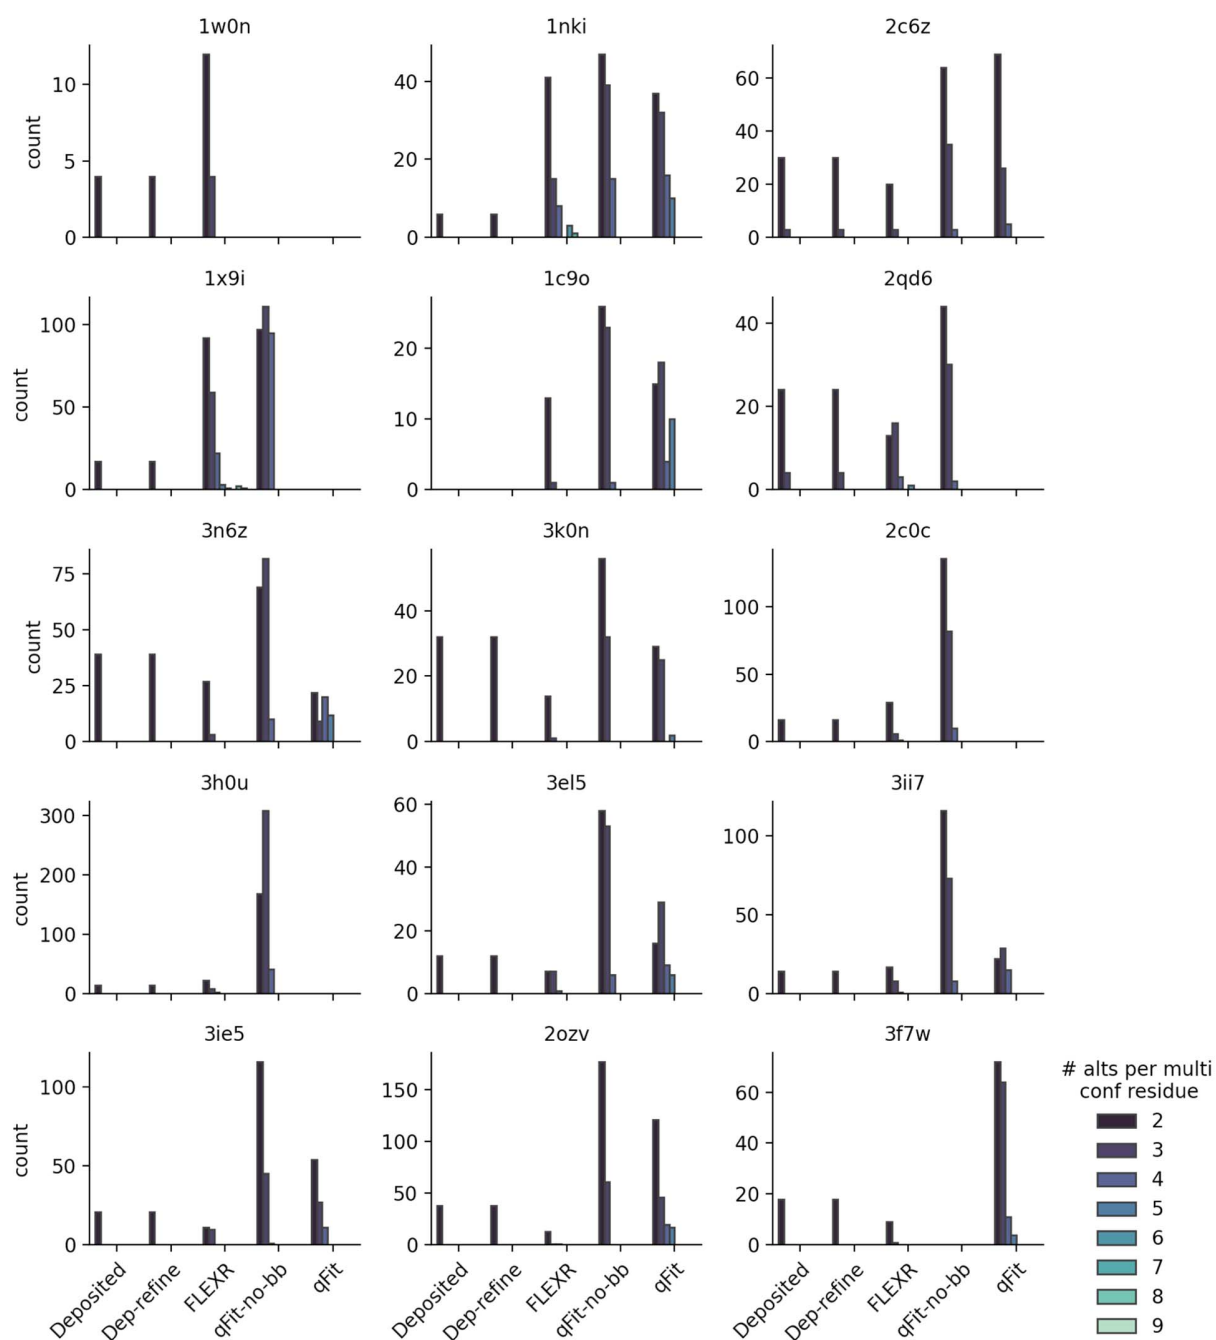 1w0n
1nki
2c6z
count
10
5
0
40
20
0
60
40
20
0
1x9i
1c9o
2qd6
count
100
50
0
20
10
0
40
20
0
3n6z
3k0n
2c0c
count
75
50
25
0
40
20
0
100
50
0
3h0u
3el5
3ii7
count
300
200
100
0
60
40
20
0
100
50
0
3ie5
2ozv
3f7w
count
100
50
0
150
100
50
0
60
40
20
0
Deposited
Dep-refine
FLEXR
qFit-no-bb
qFit
Deposited
Dep-refine
FLEXR
qFit-no-bb
qFit
Deposited
Dep-refine
FLEXR
qFit-no-bb
qFit
# alts per multi
conf residue
2
3
4
5
6
7
8
9